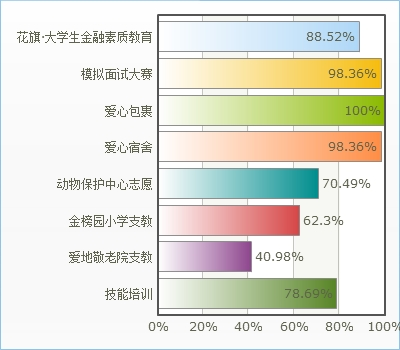 花旗·大学生金融素质教育 88.52%
模拟面试大赛 98.36%
爱心包裹 100%
爱心宿舍 98.36%
动物保护中心志愿 70.49%
金榜园小学支教 62.3%
爱地敬老院支教 40.98%
技能培训 78.69%
0% 20% 40% 60% 80% 100%